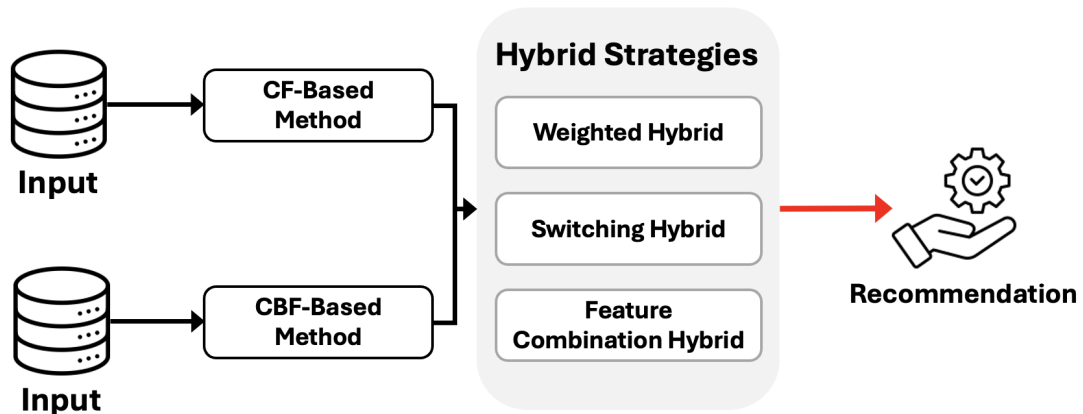 Input
CF-Based
Method
Input
CBF-Based
Method
Hybrid Strategies
Weighted Hybrid
Switching Hybrid
Feature
Combination Hybrid
Recommendation